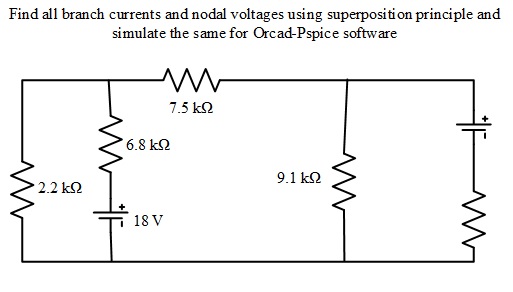 Find all branch currents and nodal voltages using superposition principle and
simulate the same for Orcad-Pspice software
7.5 kΩ
6.8 kΩ
9.1 kΩ
2.2 kΩ
+
+
18 V